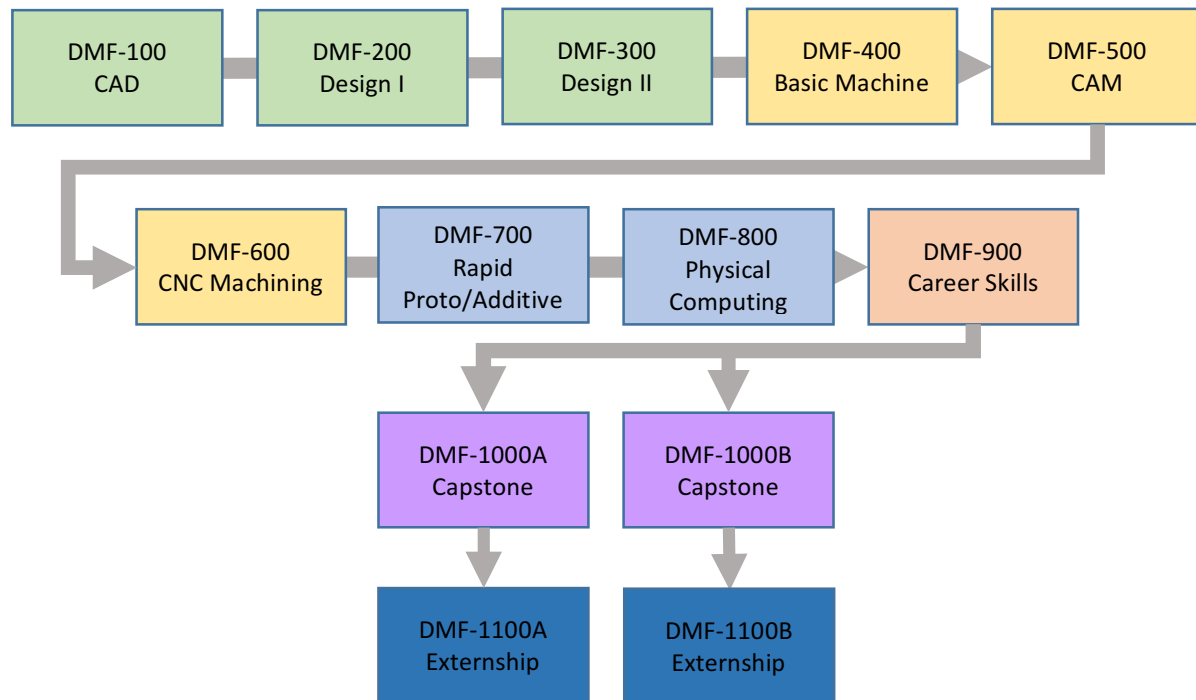 DMF-100
CAD
DMF-200
Design I
DMF-300
Design II
DMF-400
Basic Machine
DMF-500
CAM
DMF-600
CNC Machining
DMF-700
Rapid
Proto/Additive
DMF-800
Physical
Computing
DMF-900
Career Skills
DMF-1000A
Capstone
DMF-1000B
Capstone
DMF-1100A
Externship
DMF-1100B
Externship